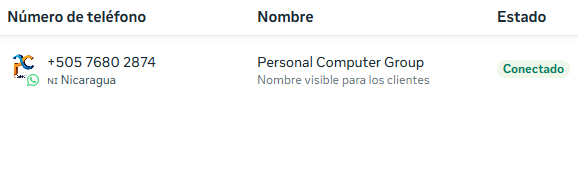 Número de teléfono Nombre Estado
+505 7680 2874 Personal Computer Group Conectado
NI Nicaragua Nombre visible para los clientes